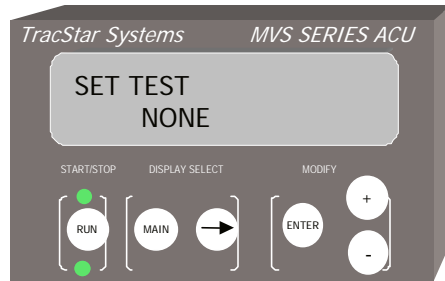 TracStar Systems MVS SERIES ACU
SET TEST
NONE
START/STOP DISPLAY SELECT MODIFY
RUN MAIN ENTER +
-